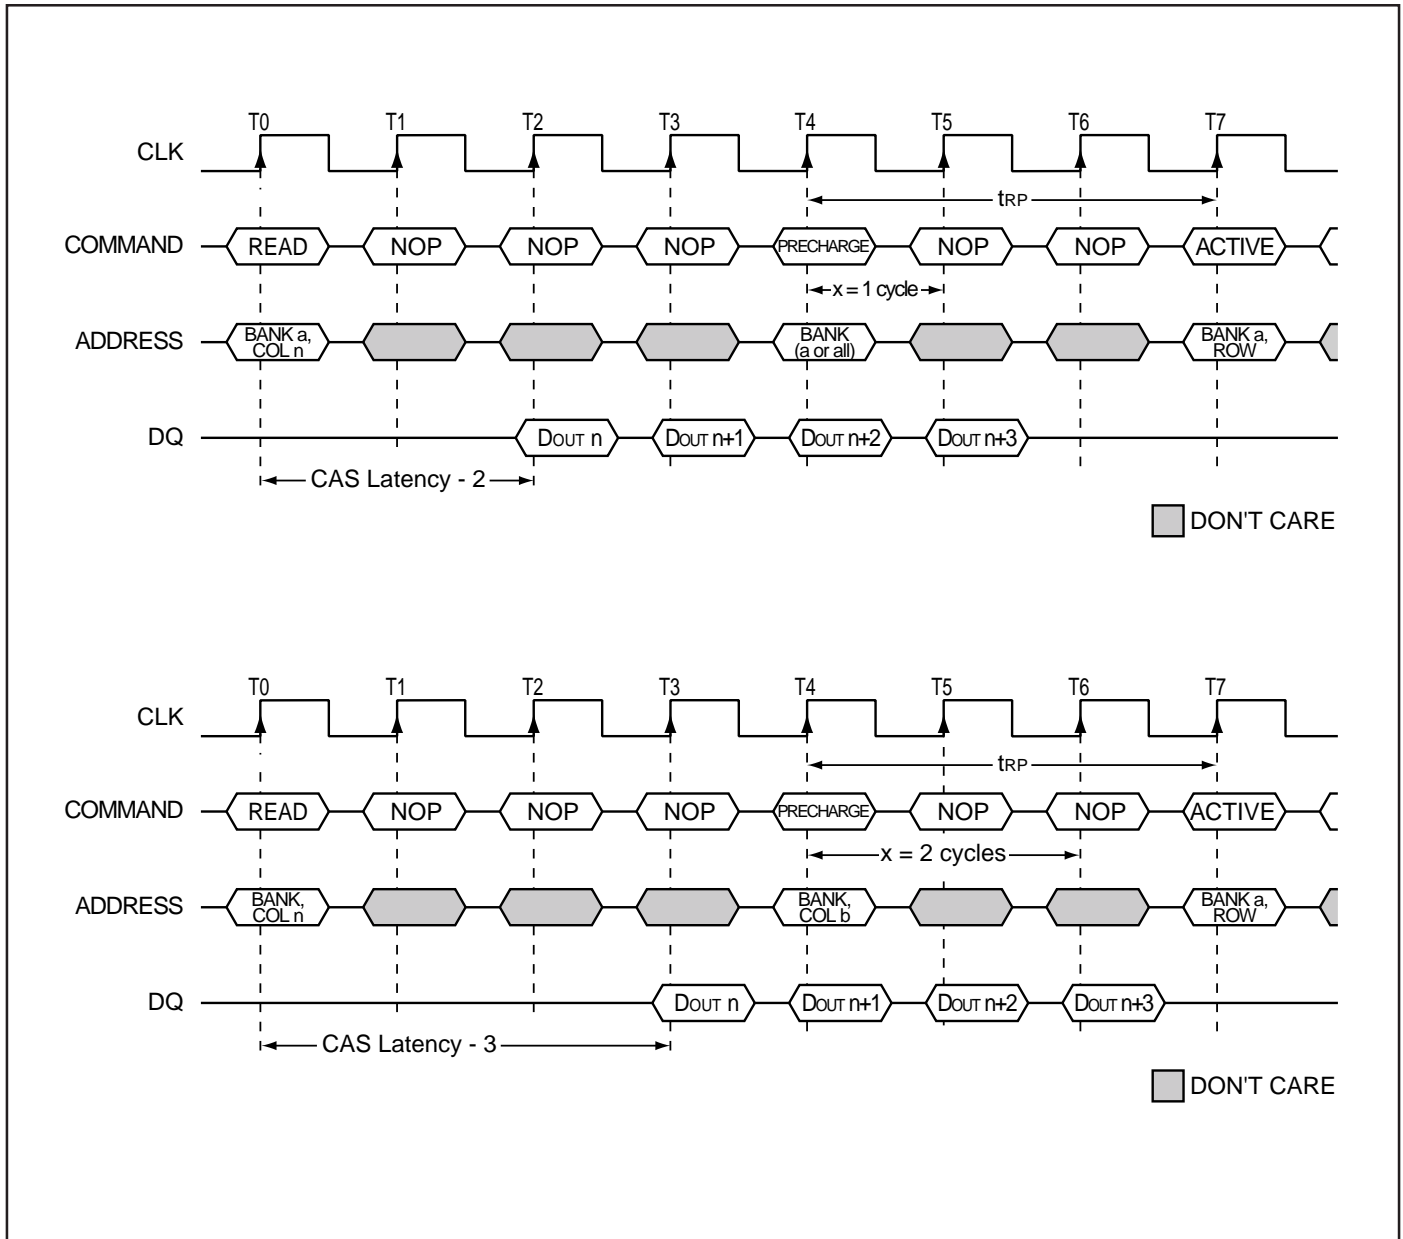 T0 T1 T2 T3 T4 T5 T6 T7
CLK
tRP
COMMAND READ NOP NOP NOP PRECHARGE NOP NOP ACTIVE
x = 1 cycle
ADDRESS BANK a, COL n BANK (a or all) BANK a, ROW
DQ DOUT n DOUT n+1 DOUT n+2 DOUT n+3
CAS Latency - 2
DON'T CARE
T0 T1 T2 T3 T4 T5 T6 T7
CLK
tRP
COMMAND READ NOP NOP NOP PRECHARGE NOP NOP ACTIVE
x = 2 cycles
ADDRESS BANK, COL n BANK, COL b BANK a, ROW
DQ DOUT n DOUT n+1 DOUT n+2 DOUT n+3
CAS Latency - 3
DON'T CARE